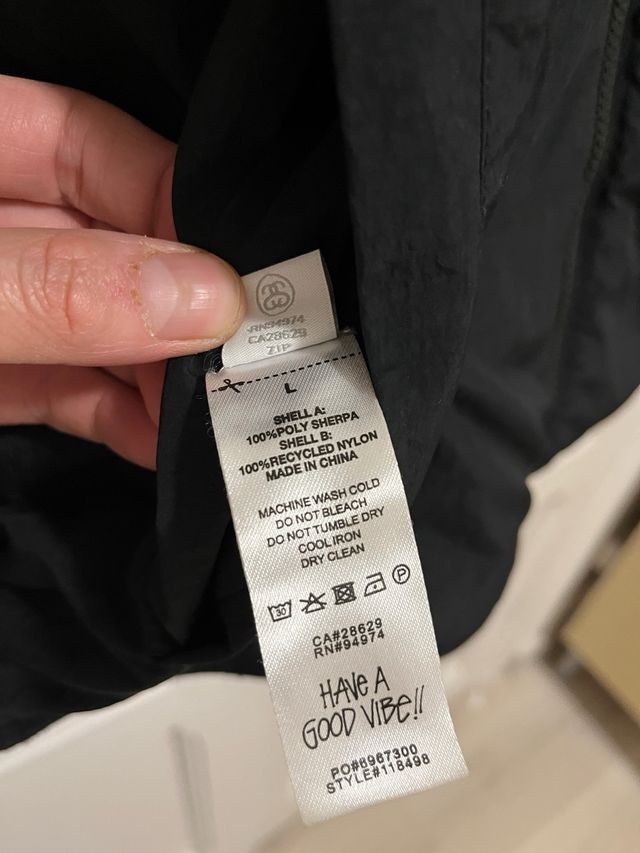 RN94974
CA28629
ZIP
L
SHELL A:
100%POLY SHERPA
SHELL B:
100%RECYCLED NYLON
MADE IN CHINA
MACHINE WASH COLD
DO NOT BLEACH
DO NOT TUMBLE DRY
COOL IRON
DRY CLEAN
30 P
CA#28629
RN#94974
HAVE A
GOOD VIBE!!
PO#6967300
STYLE#118498